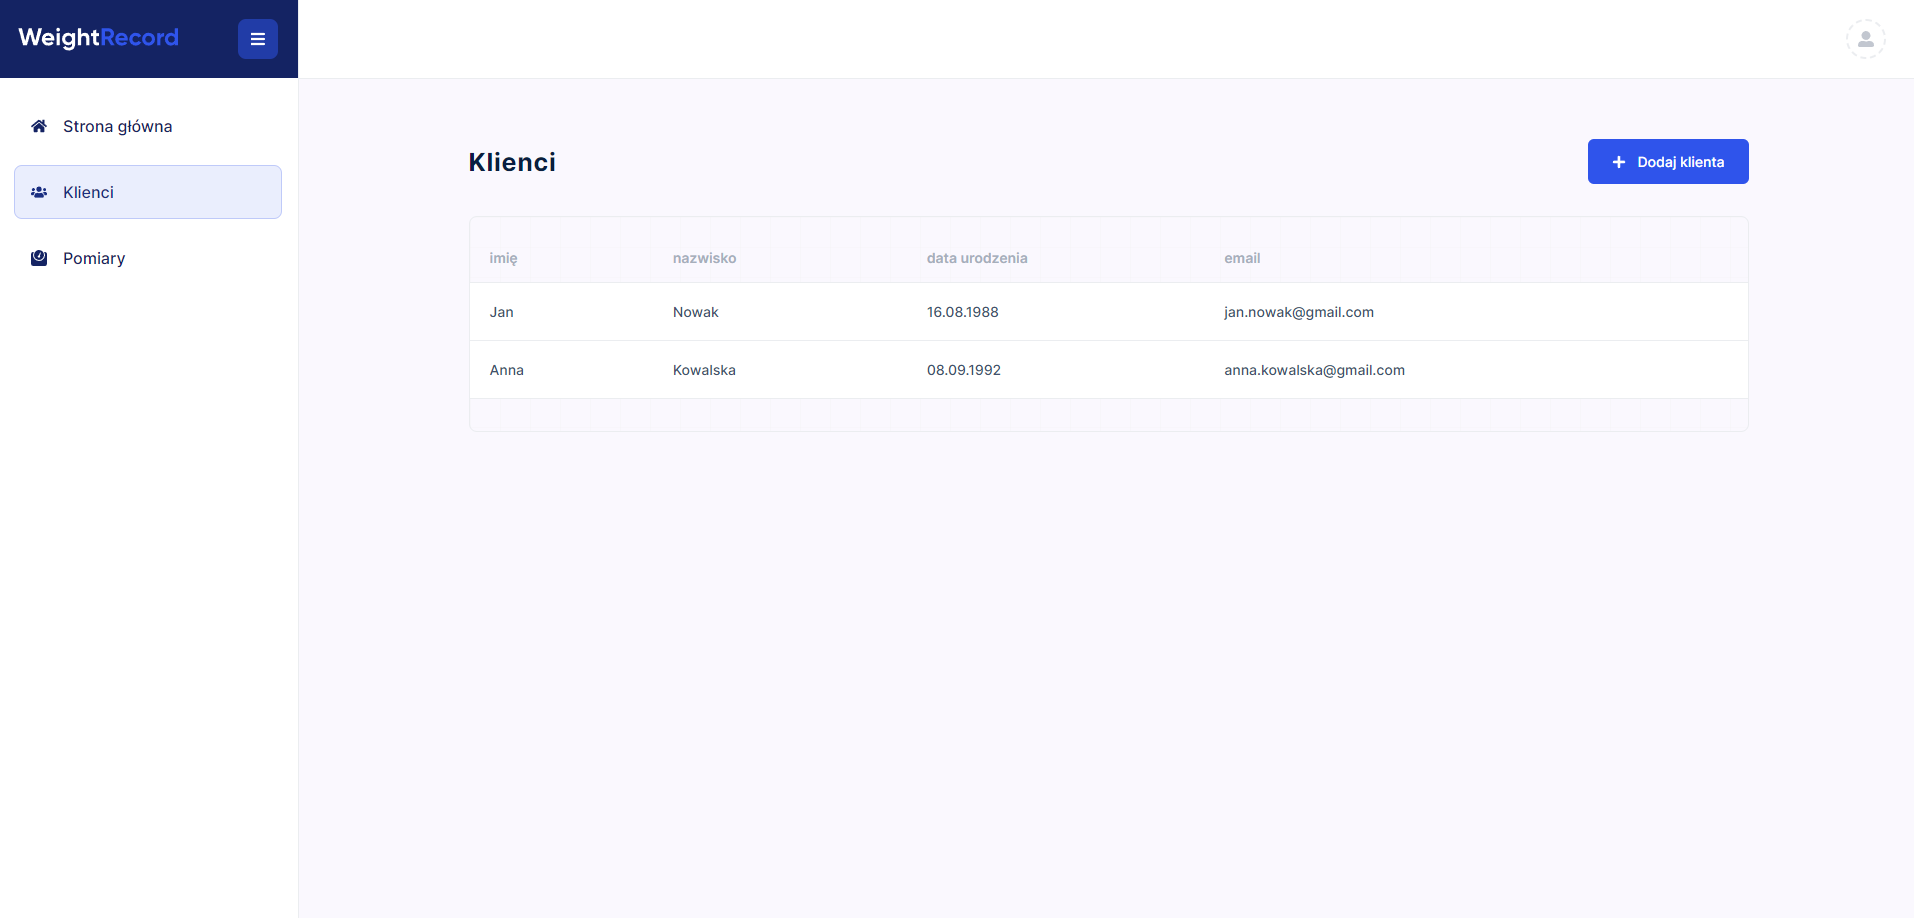 WeightRecord
Strona główna
Klienci
Pomiary
Klienci
Dodaj klienta
imię nazwisko data urodzenia email
Jan Nowak 16.08.1988 jan.nowak@gmail.com
Anna Kowalska 08.09.1992 anna.kowalska@gmail.com